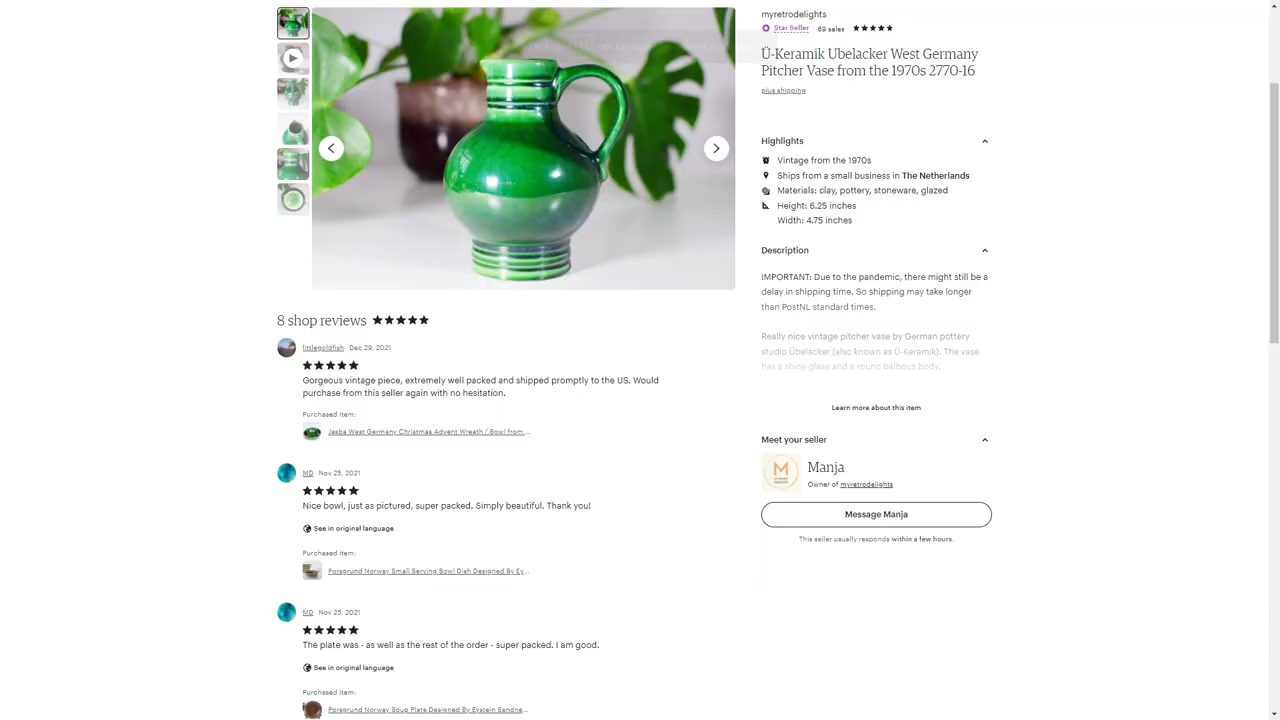 myretrodelights
Star Seller 69 sales
Ü-Keramik Ubelacker West Germany
Pitcher Vase from the 1970s 2770-16
plus shipping
Highlights
Vintage from the 1970s
Ships from a small business in The Netherlands
Materials: clay, pottery, stoneware, glazed
Height: 6.25 inches
Width: 4.75 inches
Description
IMPORTANT: Due to the pandemic, there might still be a
delay in shipping time. So shipping may take longer
than PostNL standard times.
Really nice vintage pitcher vase by German pottery
studio Übelacker (also known as Ü-Keramik). The vase
has a shiny glase and a round balbous body.
Learn more about this item
Meet your seller
M
Manja
Owner of myretrodelights
Message Manja
This seller usually responds within a few hours.
8 shop reviews
littlegoldfish Dec 29, 2021
Gorgeous vintage piece, extremely well packed and shipped promptly to the US. Would
purchase from this seller again with no hesitation.
Purchased item:
Jasba West Germany Christmas Advent Wreath / Bowl from ...
MD Nov 25, 2021
Nice bowl, just as pictured, super packed. Simply beautiful. Thank you!
See in original language
Purchased item:
Porsgrund Norway Small Serving Bowl Dish Designed By Ey...
MD Nov 25, 2021
The plate was - as well as the rest of the order - super packed. I am good.
See in original language
Purchased item:
Porsgrund Norway Soup Plate Designed By Eystein Sandne...